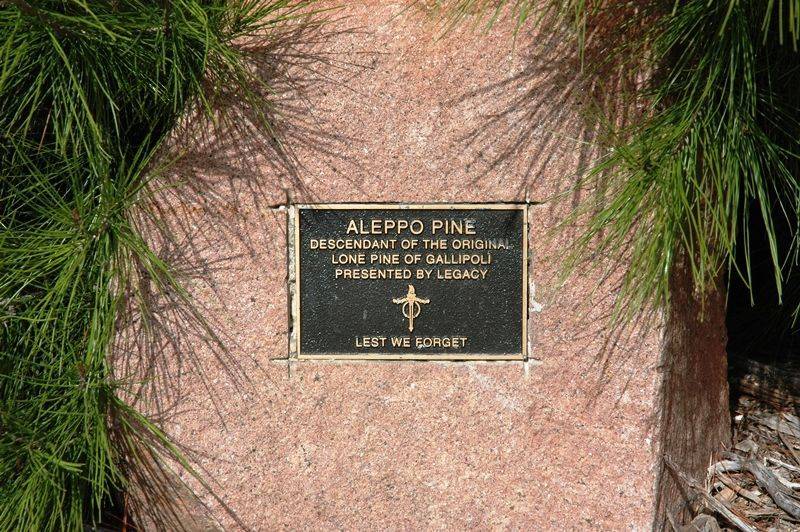 ALEPPO PINE
DESCENDANT OF THE ORIGINAL
LONE PINE OF GALLIPOLI
PRESENTED BY LEGACY
LEST WE FORGET